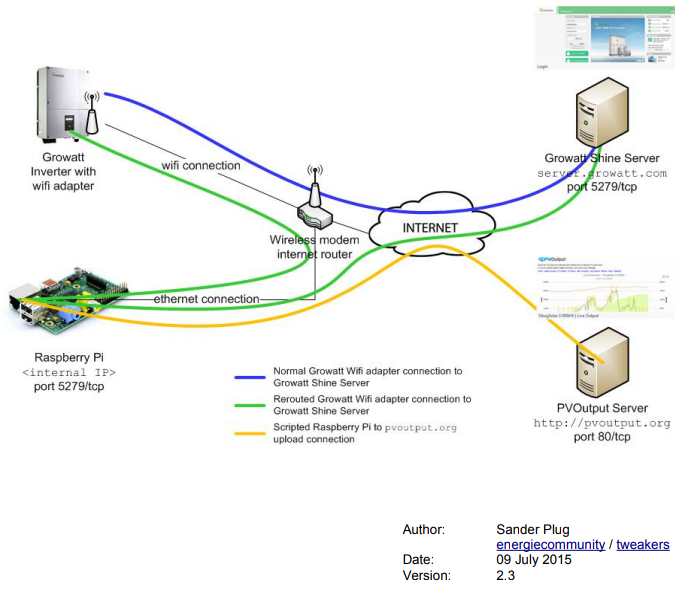 Login
Growatt
Inverter with
wifi adapter
wifi connection
Growatt Shine Server
server.growatt.com
port 5279/tcp
INTERNET
Wireless modem
internet router
PVOutput
ethernet connection
Raspberry Pi
<internal IP>
port 5279/tcp
PVOutput Server
http://pvoutput.org
port 80/tcp
Normal Growatt Wifi adapter connection to
Growatt Shine Server
Rerouted Growatt Wifi adapter connection to
Growatt Shine Server
Scripted Raspberry Pi to pvoutput.org
upload connection
Author: Sander Plug
energiecommunity / tweakers
Date: 09 July 2015
Version: 2.3